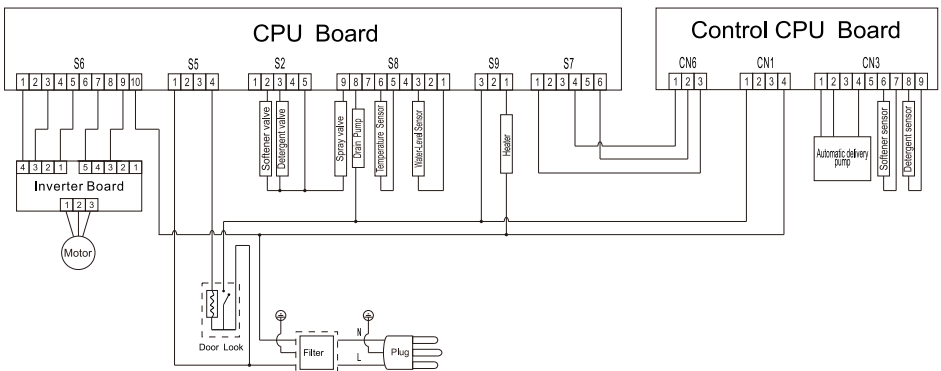 CPU Board
Control CPU Board
S6
S5
S2
S8
S9
S7
CN6
CN1
CN3
1 2 3 4 5 6 7 8 9 10
1 2 3 4
1 2 3 4 5
9 8 7 6 5 4 3 2 1
3 2 1
1 2 3 4 5 6
1 2 3
1 2 3 4
1 2 3 4 5 6 7 8 9
Softener valve
Detergent valve
Spray valve
Drain Pump
Temperature Sensor
Water-Level Sensor
Heater
Automatic delivery
pump
Softener sensor
Detergent sensor
4 3 2 1 5 4 3 2 1
Inverter Board
1 2 3
Motor
Door Look
Filter
N
L
Plug